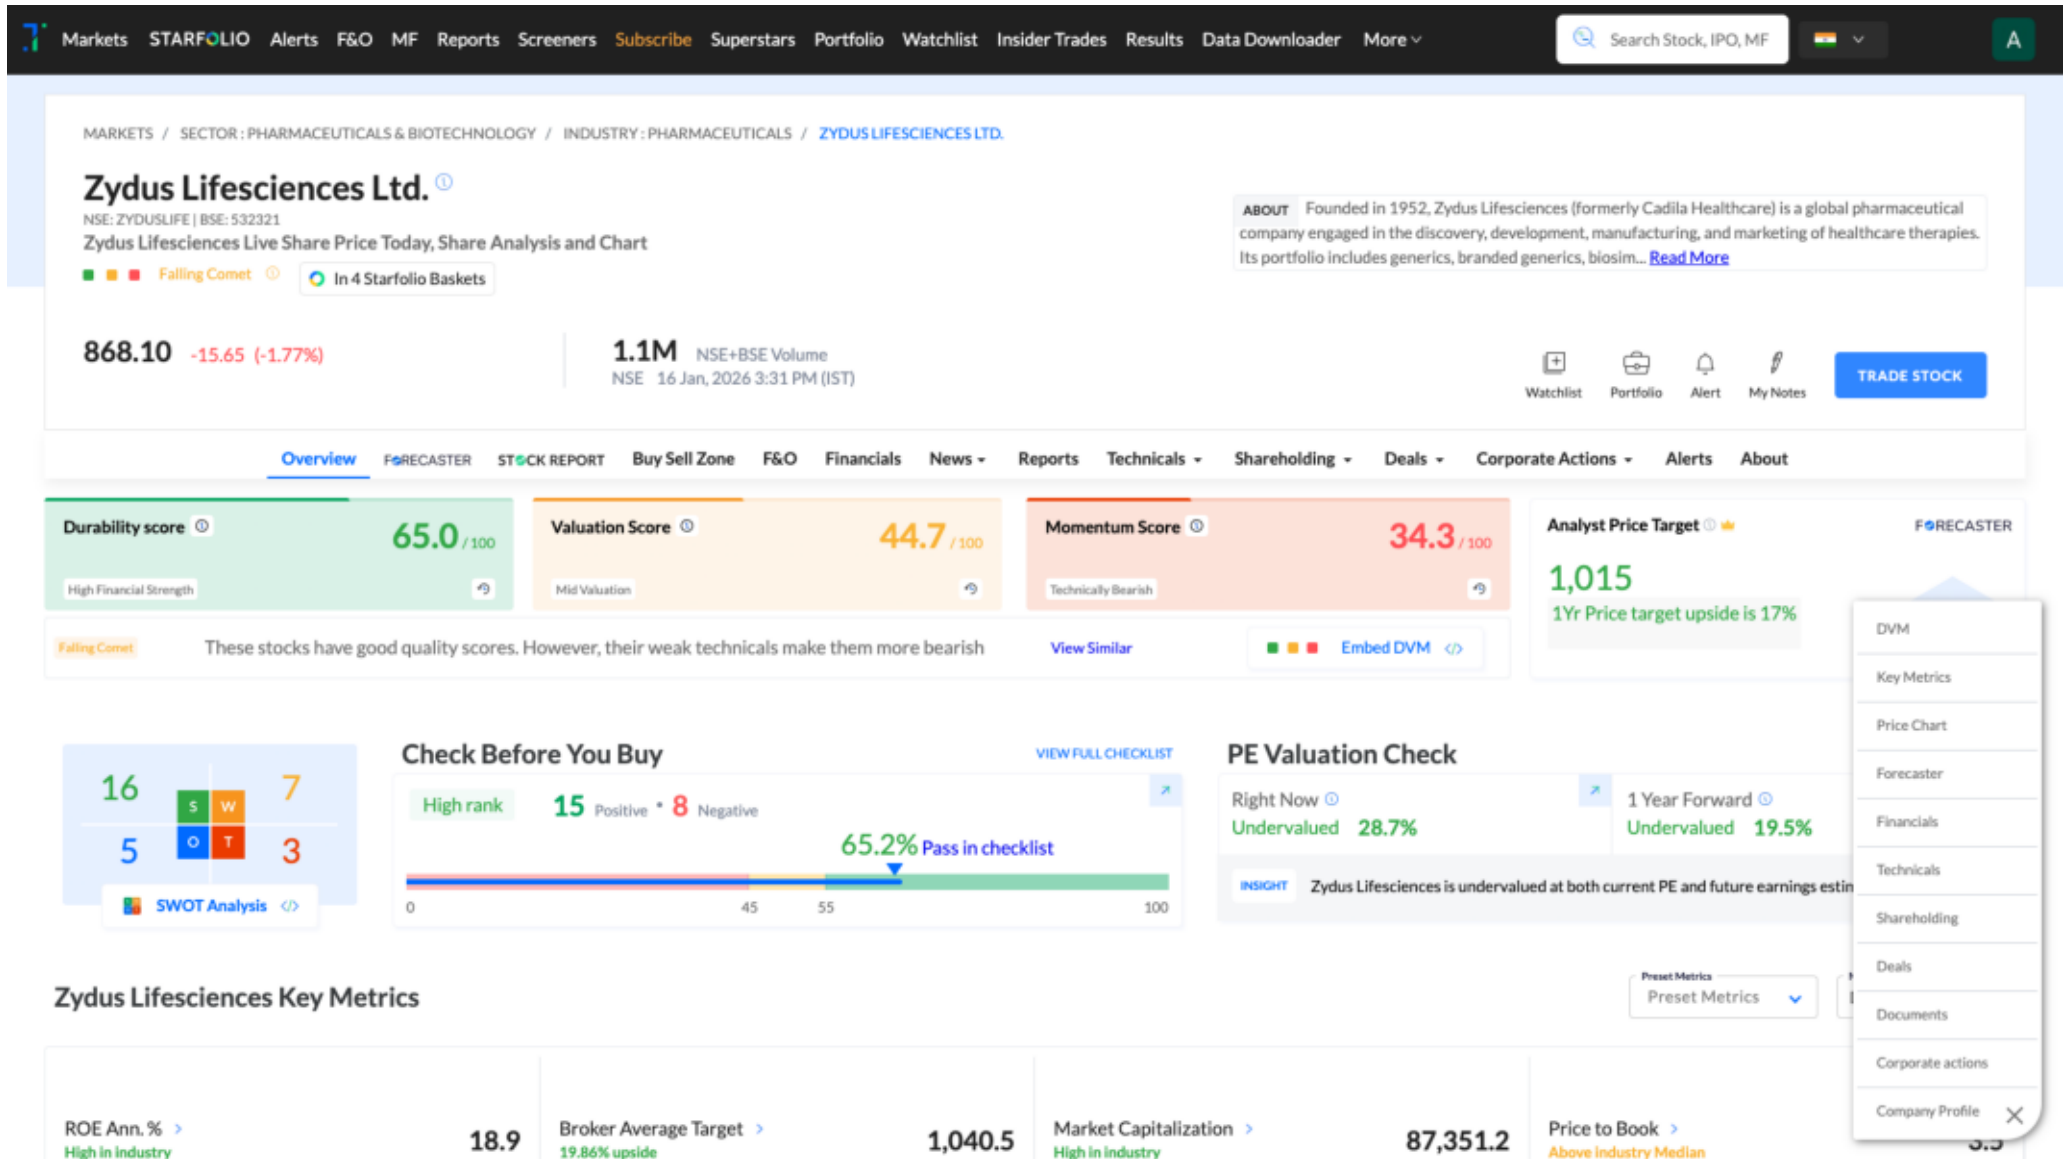 Markets STARFOLIO Alerts F&O MF Reports Screeners Subscribe Superstars Portfolio Watchlist Insider Trades Results Data Downloader More Search Stock, IPO, MF A
MARKETS / SECTOR : PHARMACEUTICALS & BIOTECHNOLOGY / INDUSTRY : PHARMACEUTICALS / ZYDUS LIFESCIENCES LTD.
Zydus Lifesciences Ltd.
NSE: ZYDUSLIFE | BSE: 532321
Zydus Lifesciences Live Share Price Today, Share Analysis and Chart
Falling Comet In 4 Starfolio Baskets
ABOUT Founded in 1952, Zydus Lifesciences (formerly Cadila Healthcare) is a global pharmaceutical
company engaged in the discovery, development, manufacturing, and marketing of healthcare therapies.
Its portfolio includes generics, branded generics, biosim... Read More
868.10 -15.65 (-1.77%)
1.1M NSE+BSE Volume
NSE 16 Jan, 2026 3:31 PM (IST)
Watchlist Portfolio Alert My Notes TRADE STOCK
Overview FORECASTER STOCK REPORT Buy Sell Zone F&O Financials News Reports Technicals Shareholding Deals Corporate Actions Alerts About
Durability score 65.0 / 100
High Financial Strength
Valuation Score 44.7 / 100
Mid Valuation
Momentum Score 34.3 / 100
Technically Bearish
Analyst Price Target FORECASTER
1,015
1Yr Price target upside is 17%
Falling Comet These stocks have good quality scores. However, their weak technicals make them more bearish View Similar Embed DVM </>
16 S W 7
5 O T 3
SWOT Analysis </>
Check Before You Buy VIEW FULL CHECKLIST
High rank 15 Positive * 8 Negative
65.2% Pass in checklist
0 45 55 100
PE Valuation Check
Right Now
Undervalued 28.7%
1 Year Forward
Undervalued 19.5%
INSIGHT Zydus Lifesciences is undervalued at both current PE and future earnings estin
Zydus Lifesciences Key Metrics
Preset Metrics
Preset Metrics
ROE Ann. % 18.9
High in industry
Broker Average Target 1,040.5
19.86% upside
Market Capitalization 87,351.2
High in industry
Price to Book 3.5
Above industry Median
DVM
Key Metrics
Price Chart
Forecaster
Financials
Technicals
Shareholding
Deals
Documents
Corporate actions
Company Profile